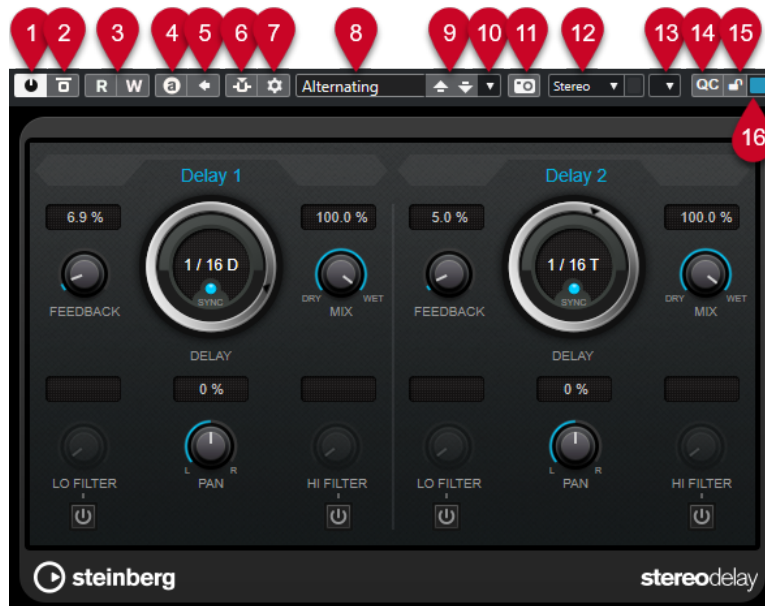 1 2 3 4 5 6 7 8 9 10 11 12 13 14 15
R W a Alternating Stereo QC
16
Delay 1 Delay 2
6.9 % 100.0 % 5.0 % 100.0 %
1 / 16 D 1 / 16 T
SYNC SYNC
DRY WET DRY WET
FEEDBACK MIX FEEDBACK MIX
DELAY DELAY
0 % 0 %
L R L R
LO FILTER PAN HI FILTER LO FILTER PAN HI FILTER
steinberg stereodelay